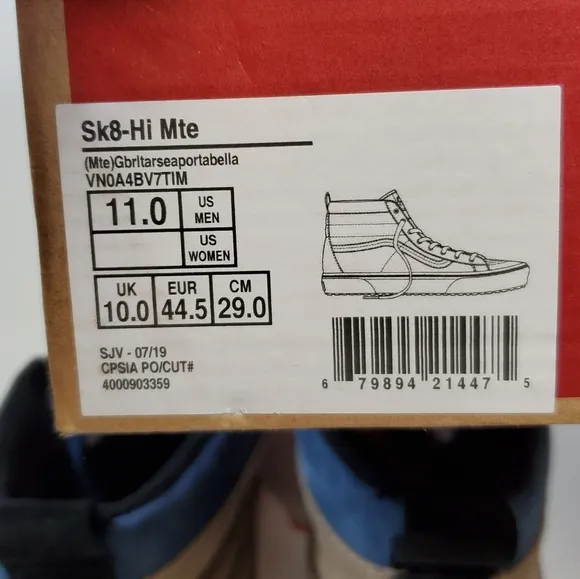 Sk8-Hi Mte
(Mte)Gbrltarseaportabella
VN0A4BV7TIM
11.0 US MEN
US WOMEN
UK EUR CM
10.0 44.5 29.0
SJV - 07/19
CPSIA PO/CUT#
4000903359
6 79894 21447 5